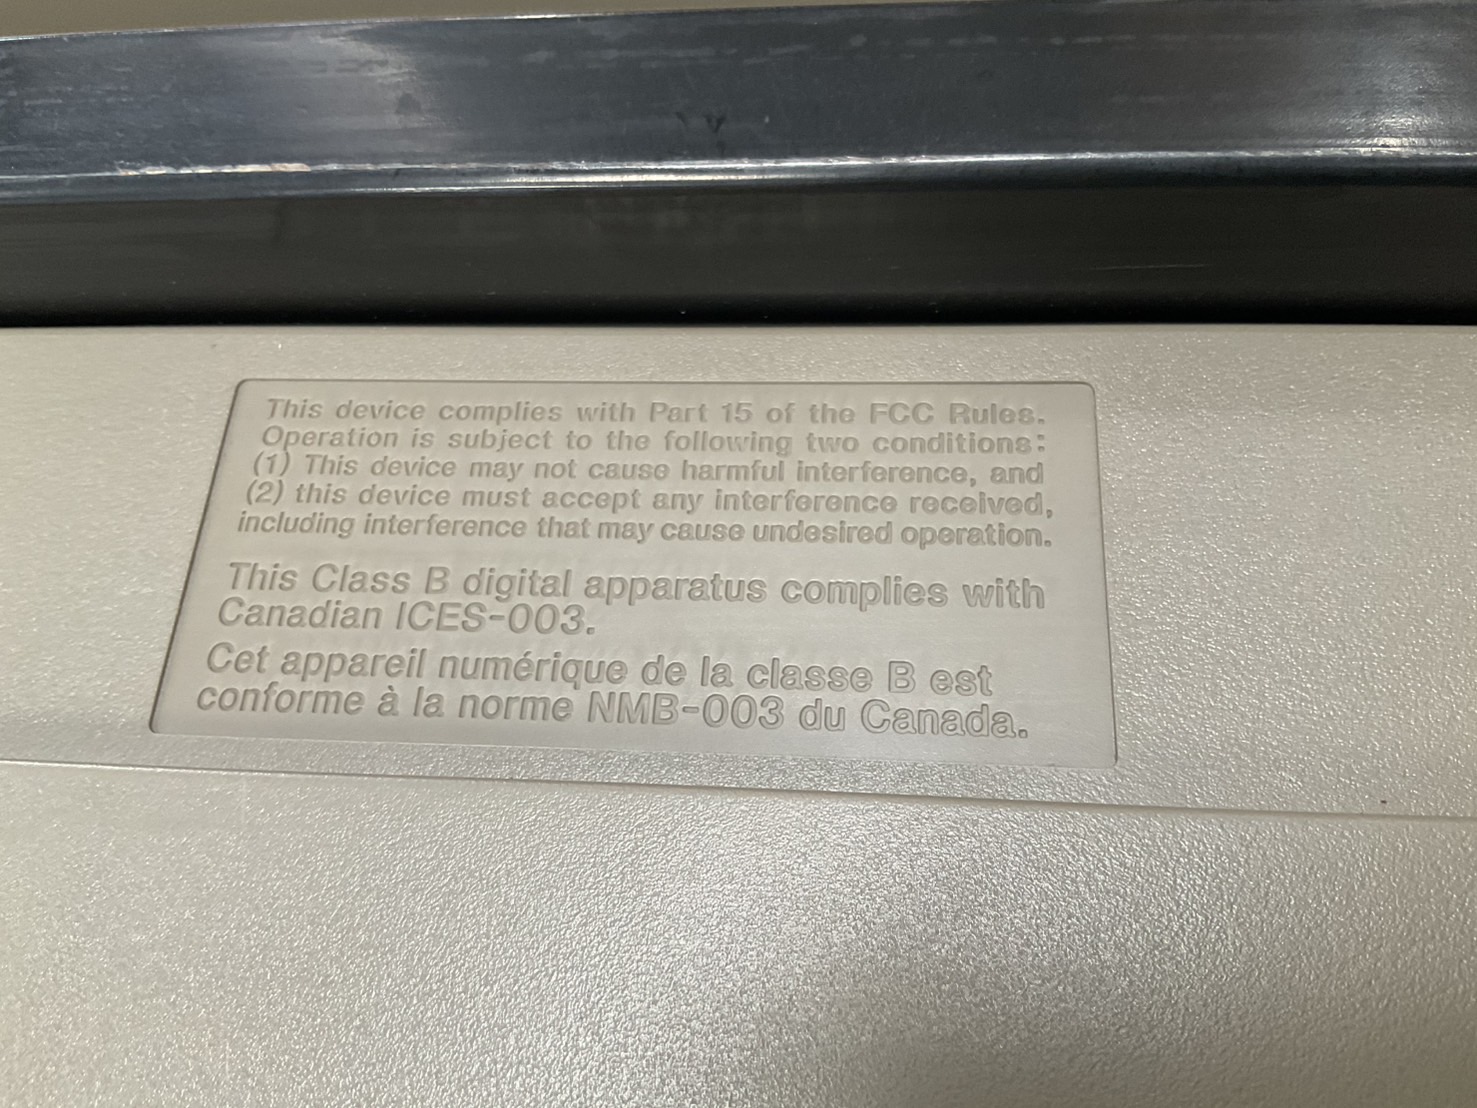 This device complies with Part 15 of the FCC Rules.
Operation is subject to the following two conditions:
(1) This device may not cause harmful interference, and
(2) this device must accept any interference received,
including interference that may cause undesired operation.
This Class B digital apparatus complies with
Canadian ICES-003.
Cet appareil numérique de la classe B est
conforme à la norme NMB-003 du Canada.